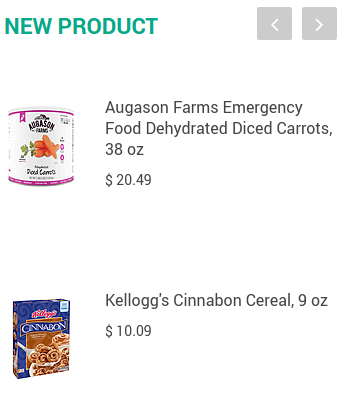 NEW PRODUCT
Augason Farms Emergency
Food Dehydrated Diced Carrots,
38 oz
AUGASON
FARMS
Dehydrated
Diced Carrots
$ 20.49
Kellogg's Cinnabon Cereal, 9 oz
Kellogg's
CINNABON
$ 10.09